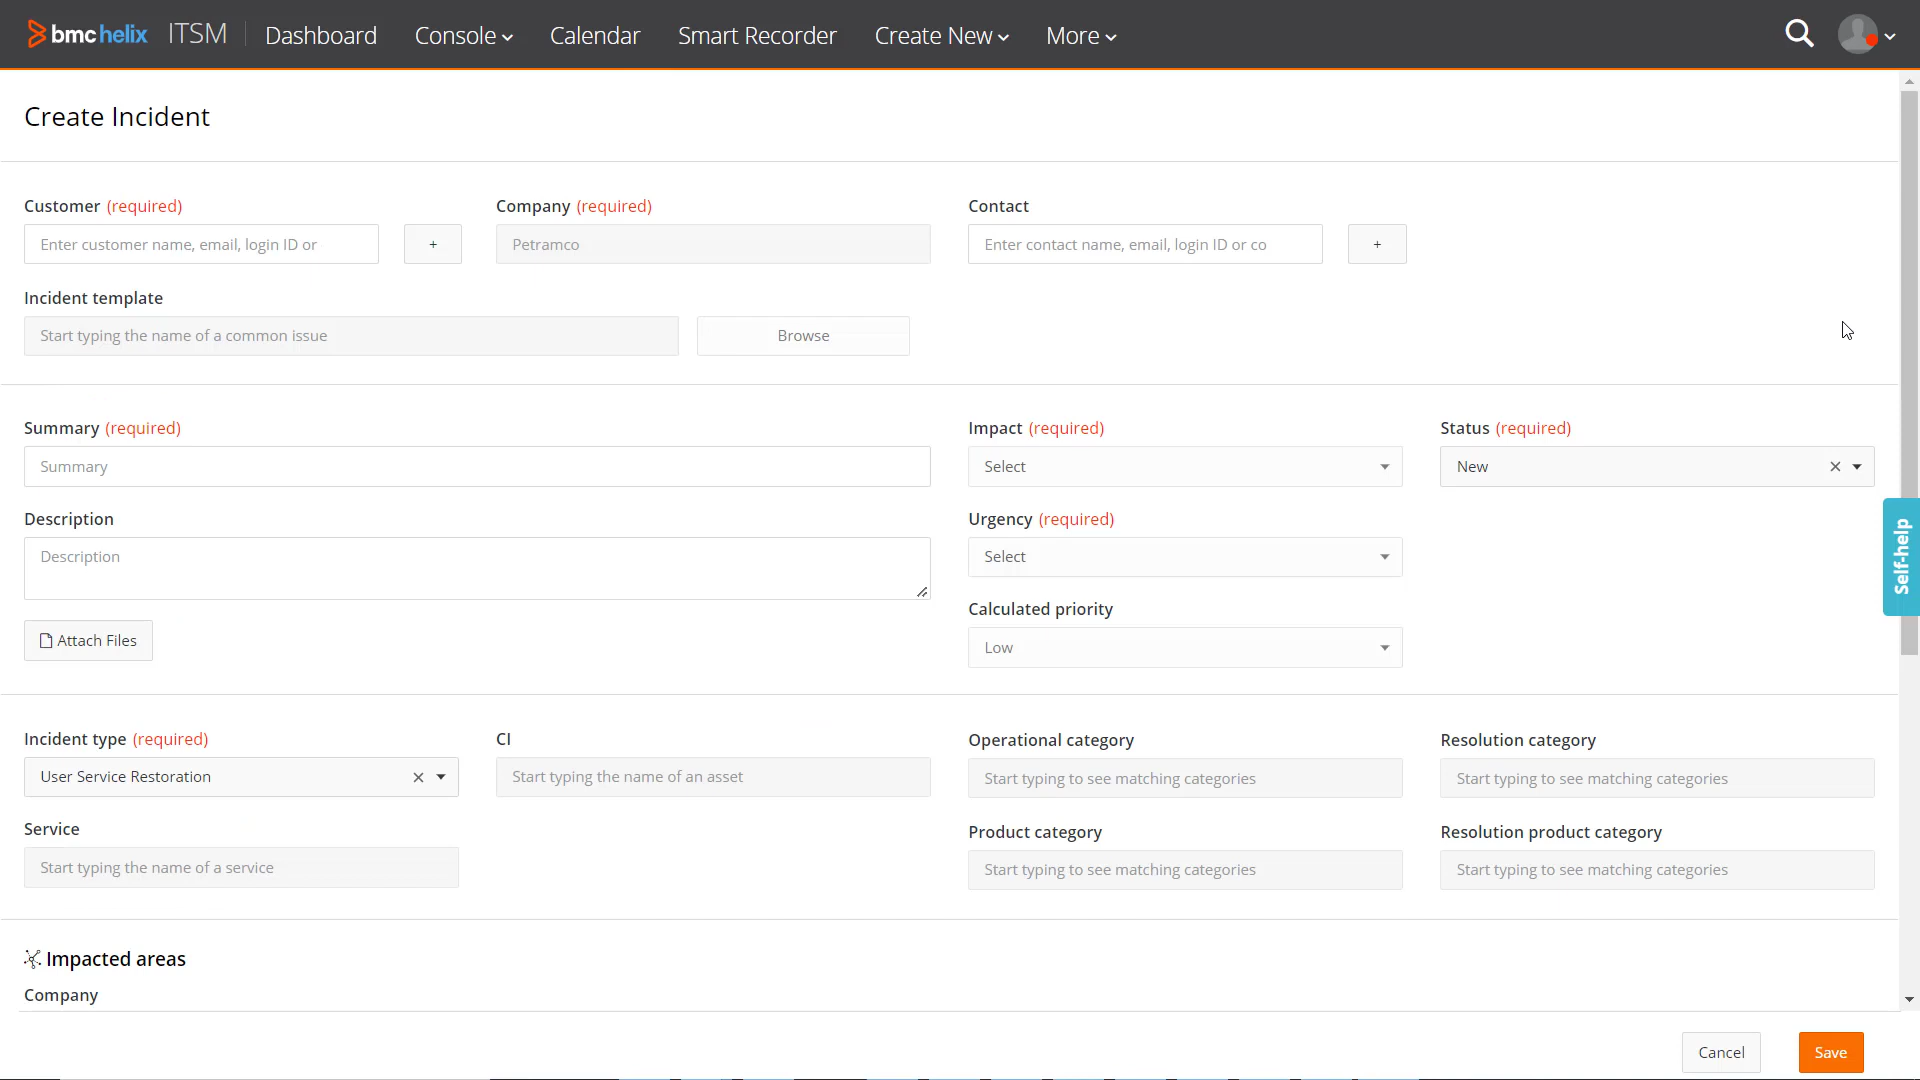 bmc helix ITSM Dashboard Console Calendar Smart Recorder Create New More
Create Incident
Customer (required) Company (required) Contact
Enter customer name, email, login ID or + Petramco Enter contact name, email, login ID or co +
Incident template
Start typing the name of a common issue Browse
Summary (required) Impact (required) Status (required)
Summary Select New
Description Urgency (required)
Description Select
Self-help
Calculated priority
Attach Files Low
Incident type (required) CI Operational category Resolution category
User Service Restoration Start typing the name of an asset Start typing to see matching categories Start typing to see matching categories
Service Product category Resolution product category
Start typing the name of a service Start typing to see matching categories Start typing to see matching categories
Impacted areas
Company
Cancel Save